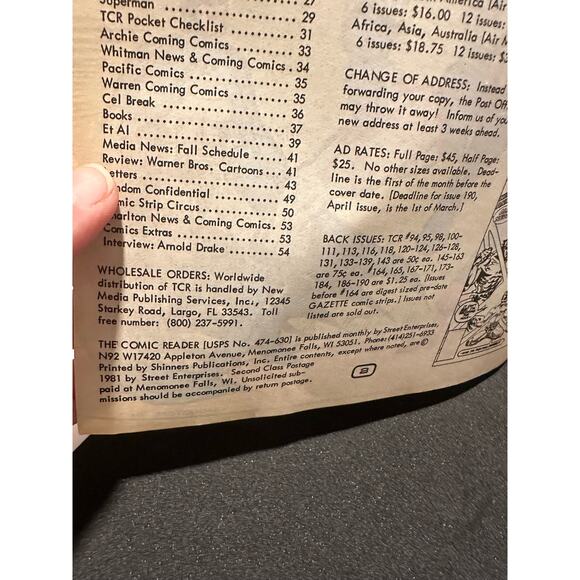 Superman ............ 27
TCR Pocket Checklist ............ 31
Archie Coming Comics ............ 33
Whitman News & Coming Comics . 34
Pacific Comics ............ 35
Warren Coming Comics ............ 35
Cel Break ............ 36
Books ............ 37
Et Al ............ 39
Media News: Fall Schedule ..... 41
Review: Warner Bros. Cartoons ... 41
etters ............ 43
ndom Confidential ............ 49
mic Strip Circus ............ 50
harlton News & Coming Comics. 53
Comics Extras ............ 53
Interview: Arnold Drake ............ 54
WHOLESALE ORDERS: Worldwide
distribution of TCR is handled by New
Media Publishing Services, Inc., 12345
Starkey Road, Largo, FL 33543. Toll
free number: (800) 237-5991.
America [Air
6 issues: $16.00 12 issues:
Africa, Asia, Australia [Air M
6 issues: $18.75 12 issues: $3
CHANGE OF ADDRESS: Instead
forwarding your copy, the Post Off
may throw it away! Inform us of you
new address at least 3 weeks ahead.
AD RATES: Full Page: $45, Half Page:
$25. No other sizes available. Dead-
line is the first of the month before the
cover date. [Deadline for issue 190,
April issue, is the 1st of March.]
BACK ISSUES: TCR #94, 95, 98, 100-
111, 113, 116, 118, 120-124, 126-128,
131, 133-139, 143 are 50¢ ea. 145-163
are 75¢ ea. #164, 165, 167-171, 173-
184, 186-190 are $1.25 ea. [Issues
before #164 are digest sized pre-date
GAZETTE comic strips.] Issues not
listed are sold out.
THE COMIC READER [USPS No. 474-630] is published monthly by Street Enterprises,
N92 W17420 Appleton Avenue, Menomonee Falls, WI 53051. Phone: (414)251-6933
Printed by Shinners Publications, Inc. Entire contents, except where noted, are ©
1981 by Street Enterprises. Second Class Postage
paid at Menomonee Falls, WI. Unsolicited sub-
missions should be accompanied by return postage.
2